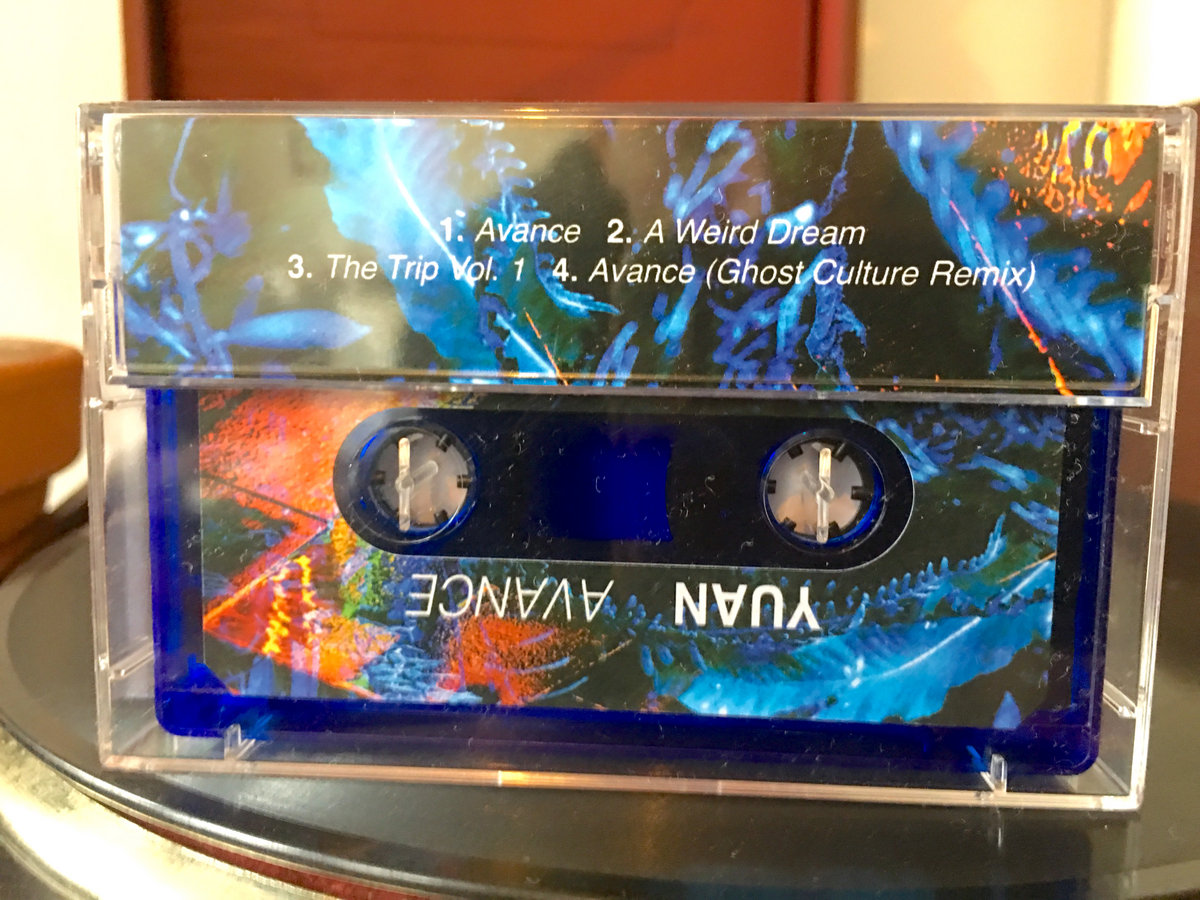 1. Avance 2. A Weird Dream
3. The Trip Vol. 1 4. Avance (Ghost Culture Remix)
YUAN AVANCE